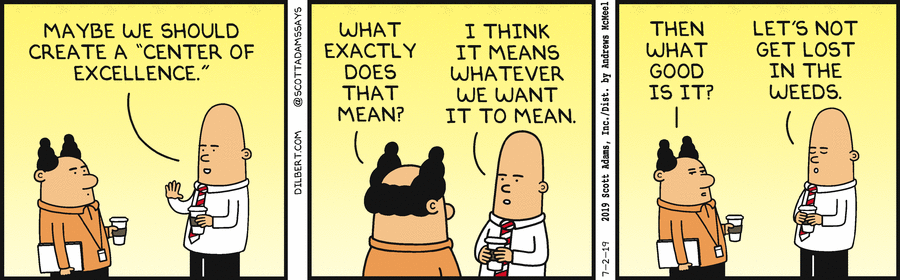 MAYBE WE SHOULD
CREATE A "CENTER OF
EXCELLENCE."
DILBERT.COM @SCOTTADAMSSAYS
WHAT
EXACTLY
DOES
THAT
MEAN?
I THINK
IT MEANS
WHATEVER
WE WANT
IT TO MEAN.
7-2-19 2019 Scott Adams, Inc./Dist. by Andrews McMeel
THEN
WHAT
GOOD
IS IT?
LET'S NOT
GET LOST
IN THE
WEEDS.